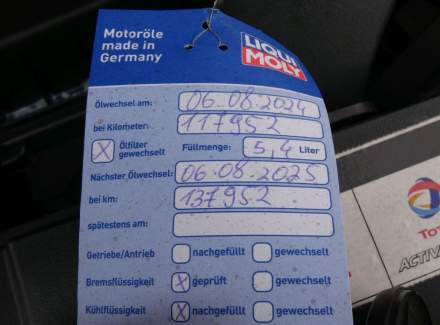 Motoröle
made in
Germany
LIQUI
MOLY
Ölwechsel am: 06.08.2024
bei Kilometer: 117952
X Ölfilter gewechselt Füllmenge: 5,4 Liter
Nächster Ölwechsel: 06.08.2025
bei km: 137952
spätestens am:
Getriebe/Antrieb nachgefüllt gewechselt
Bremsflüssigkeit X geprüft gewechselt
Kühlflüssigkeit X nachgefüllt gewechselt
TOT
ACTIVA